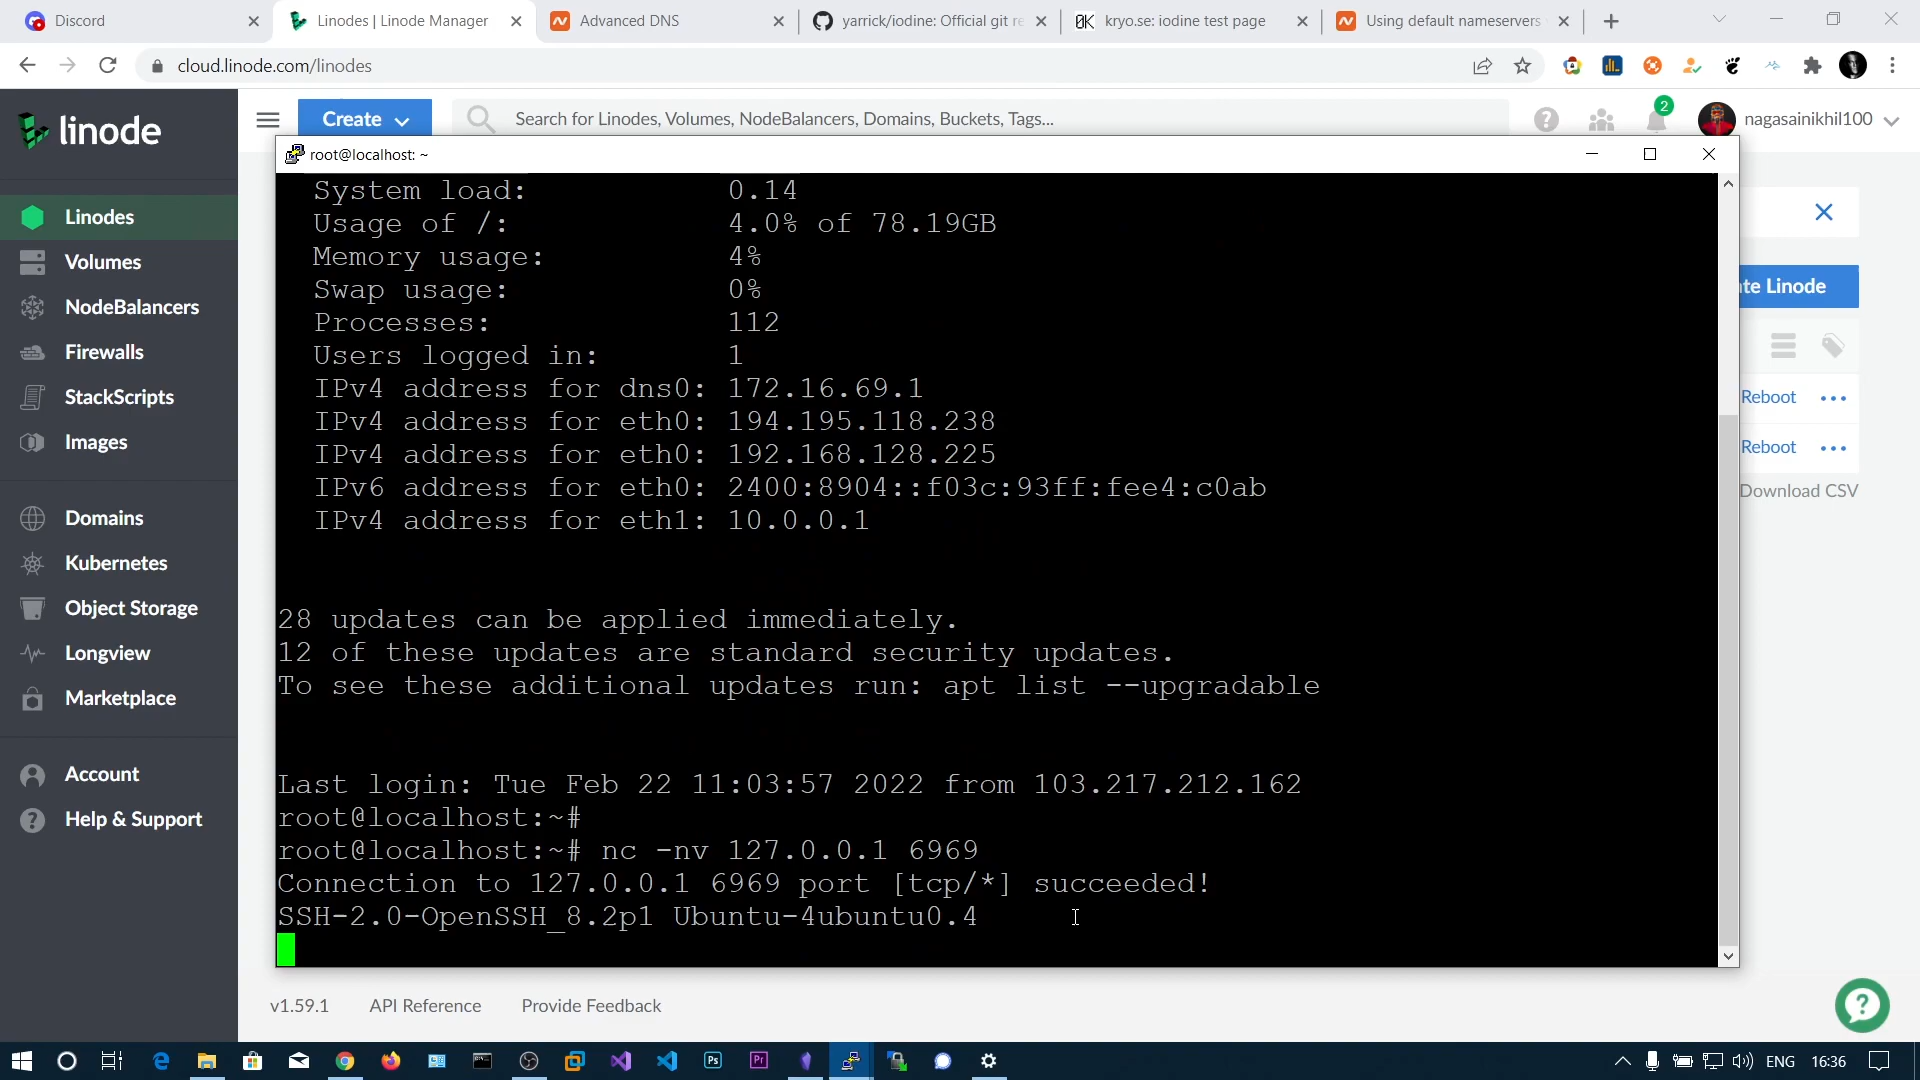 Discord
Linodes | Linode Manager
Advanced DNS
yarrick/iodine: Official git re
kryo.se: iodine test page
Using default nameservers
cloud.linode.com/linodes
linode
Create
Search for Linodes, Volumes, NodeBalancers, Domains, Buckets, Tags...
2
nagasainikhil100
root@localhost: ~
Linodes
Volumes
NodeBalancers
Firewalls
StackScripts
Images
Domains
Kubernetes
Object Storage
Longview
Marketplace
Account
Help & Support
System load: 0.14
Usage of /: 4.0% of 78.19GB
Memory usage: 4%
Swap usage: 0%
Processes: 112
Users logged in: 1
IPv4 address for dns0: 172.16.69.1
IPv4 address for eth0: 194.195.118.238
IPv4 address for eth0: 192.168.128.225
IPv6 address for eth0: 2400:8904::f03c:93ff:fee4:c0ab
IPv4 address for eth1: 10.0.0.1
28 updates can be applied immediately.
12 of these updates are standard security updates.
To see these additional updates run: apt list --upgradable
Last login: Tue Feb 22 11:03:57 2022 from 103.217.212.162
root@localhost:~#
root@localhost:~# nc -nv 127.0.0.1 6969
Connection to 127.0.0.1 6969 port [tcp/*] succeeded!
SSH-2.0-OpenSSH_8.2p1 Ubuntu-4ubuntu0.4
te Linode
Reboot
Reboot
Download CSV
v1.59.1
API Reference
Provide Feedback
Ps
Pr
ENG
16:36